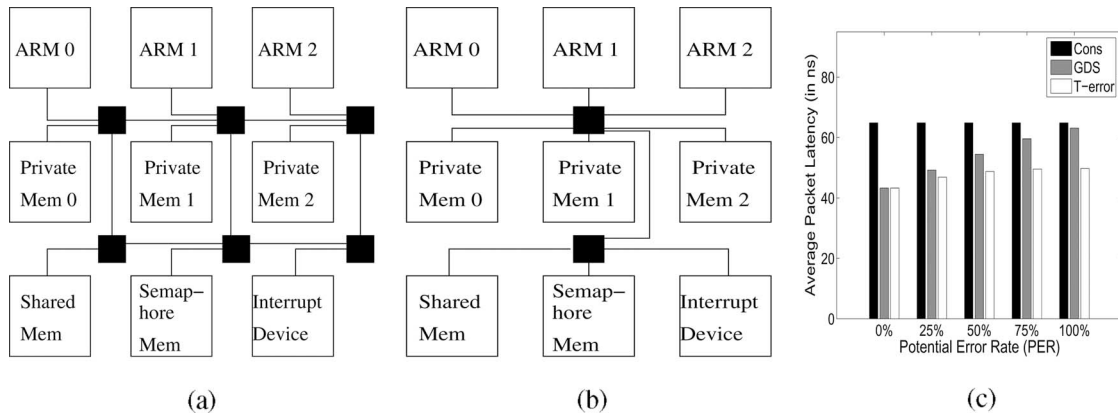 ARM 0
ARM 1
ARM 2
Private
Mem 0
Private
Mem 1
Private
Mem 2
Shared
Mem
Semap-
hore
Mem
Interrupt
Device
(a)
ARM 0
ARM 1
ARM 2
Private
Mem 0
Private
Mem 1
Private
Mem 2
Shared
Mem
Semap-
hore
Mem
Interrupt
Device
(b)
Average Packet Latency (in ns)
80
60
40
20
0
Cons
GDS
T-error
0% 25% 50% 75% 100%
Potential Error Rate (PER)
(c)